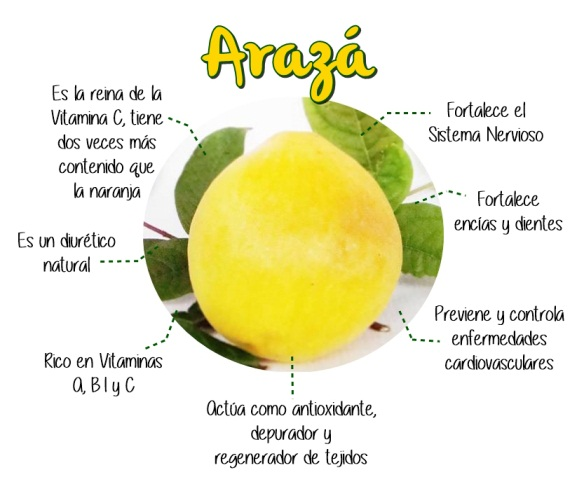 Arazá
Es la reina de la
Vitamina C, tiene
dos veces más
contenido que
la naranja
Fortalece el
Sistema Nervioso
Fortalece
encías y dientes
Es un diurético
natural
Previene y controla
enfermedades
cardiovasculares
Rico en Vitaminas
A, B1 y C
Actúa como antioxidante,
depurador y
regenerador de tejidos